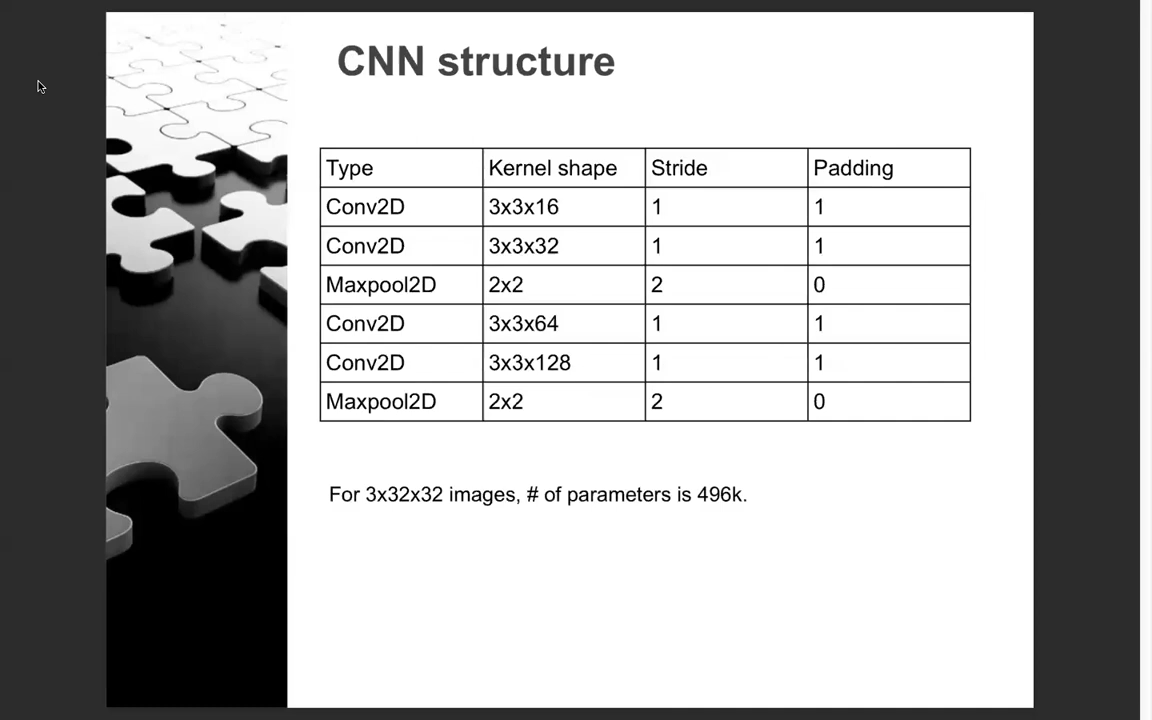 CNN structure
Type Kernel shape Stride Padding
Conv2D 3x3x16 1 1
Conv2D 3x3x32 1 1
Maxpool2D 2x2 2 0
Conv2D 3x3x64 1 1
Conv2D 3x3x128 1 1
Maxpool2D 2x2 2 0
For 3x32x32 images, # of parameters is 496k.